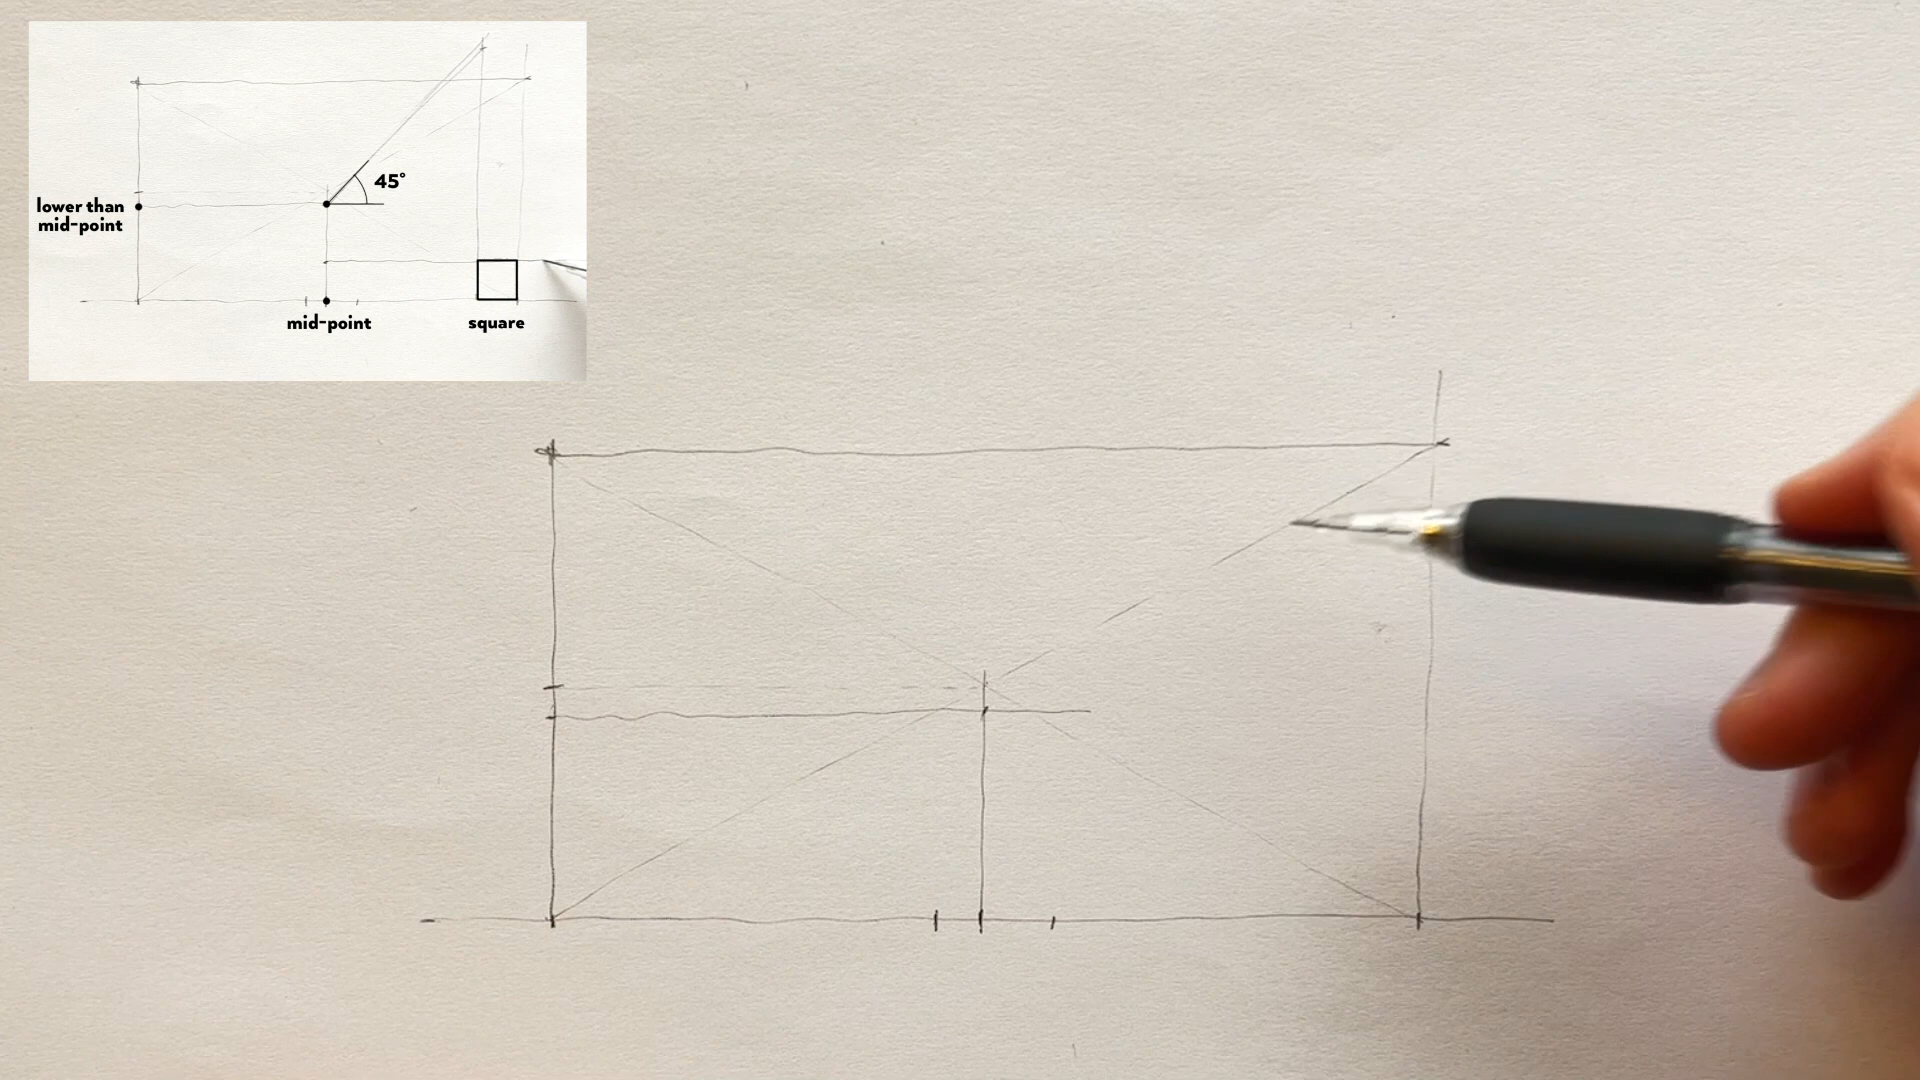 45°
lower than
mid-point
mid-point
square